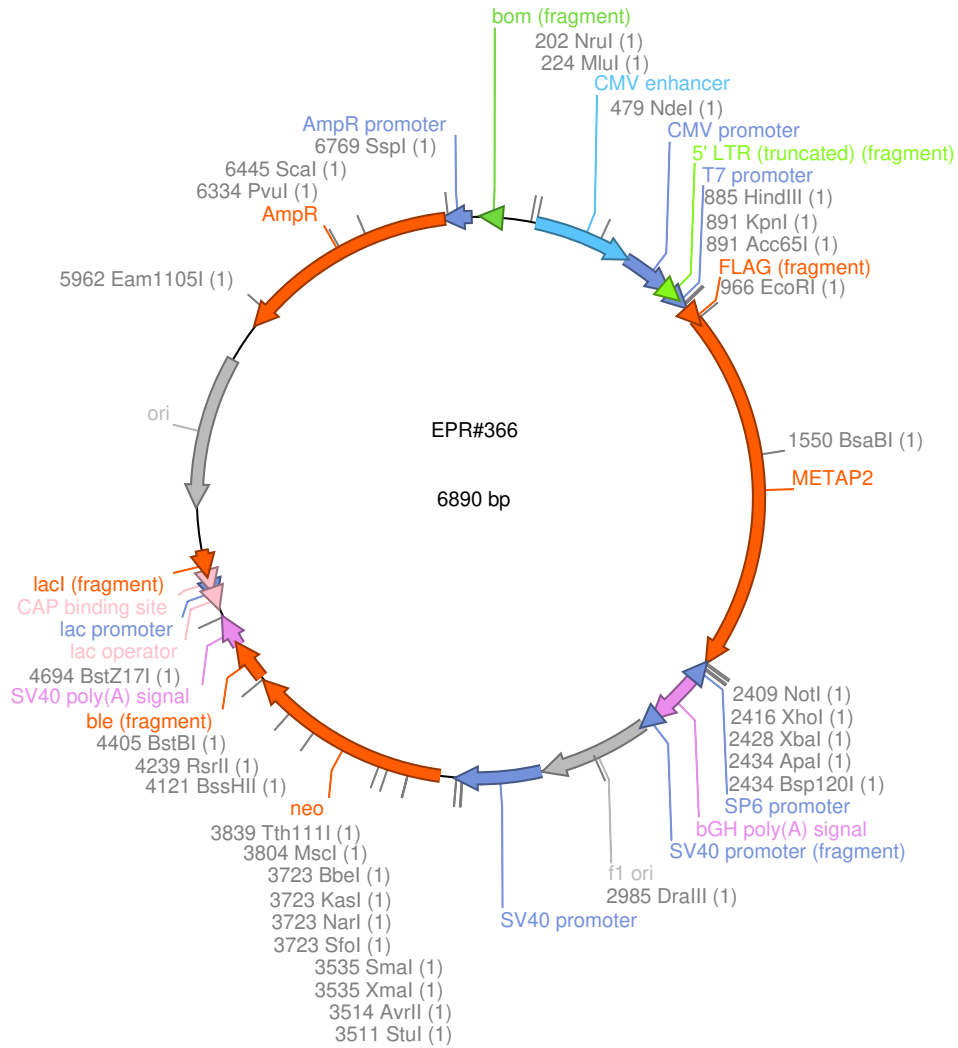 bom (fragment)
202 NruI (1)
224 MluI (1)
CMV enhancer
479 NdeI (1)
CMV promoter
5' LTR (truncated) (fragment)
T7 promoter
885 HindIII (1)
891 KpnI (1)
891 Acc65I (1)
FLAG (fragment)
966 EcoRI (1)
1550 BsaBI (1)
METAP2
2409 NotI (1)
2416 XhoI (1)
2428 XbaI (1)
2434 ApaI (1)
2434 Bsp120I (1)
SP6 promoter
bGH poly(A) signal
SV40 promoter (fragment)
f1 ori
2985 DraIII (1)
SV40 promoter
3511 StuI (1)
3514 AvrII (1)
3535 XmaI (1)
3535 SmaI (1)
3723 SfoI (1)
3723 NarI (1)
3723 KasI (1)
3723 BbeI (1)
3804 MscI (1)
3839 Tth111I (1)
neo
4121 BssHII (1)
4239 RsrII (1)
4405 BstBI (1)
ble (fragment)
SV40 poly(A) signal
4694 BstZ17I (1)
lac operator
lac promoter
CAP binding site
lacI (fragment)
ori
5962 Eam1105I (1)
AmpR
6334 PvuI (1)
6445 ScaI (1)
6769 SspI (1)
AmpR promoter
EPR#366
6890 bp